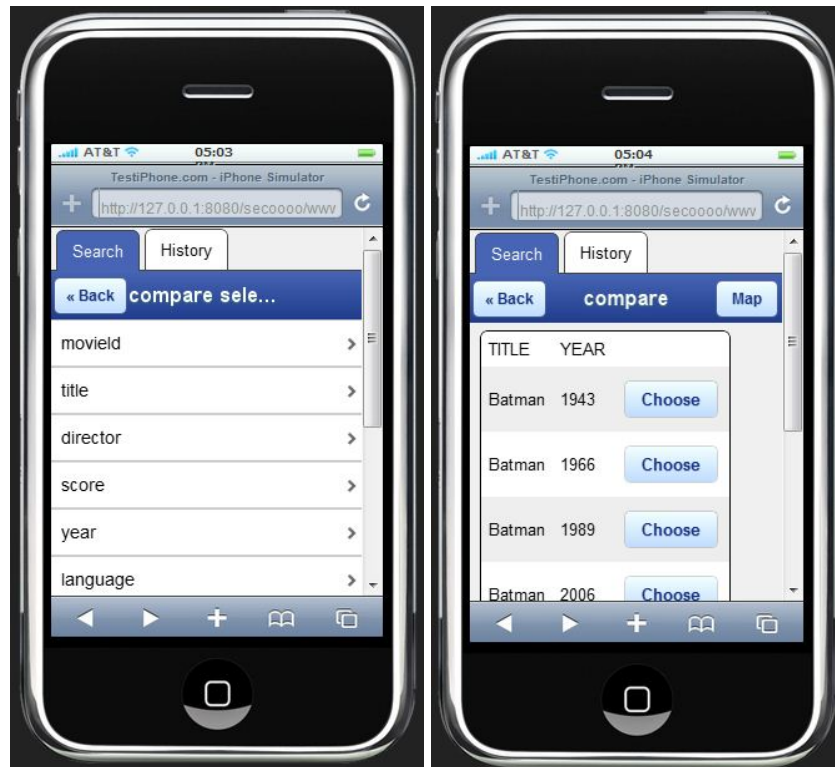 AT&T 05:03
TestiPhone.com - iPhone Simulator
http://127.0.0.1:8080/secoooo/wwv
Search History
« Back compare sele...
movieId
title
director
score
year
language
AT&T 05:04
TestiPhone.com - iPhone Simulator
http://127.0.0.1:8080/secoooo/wwv
Search History
« Back compare Map
TITLE YEAR
Batman 1943 Choose
Batman 1966 Choose
Batman 1989 Choose
Batman 2006 Choose